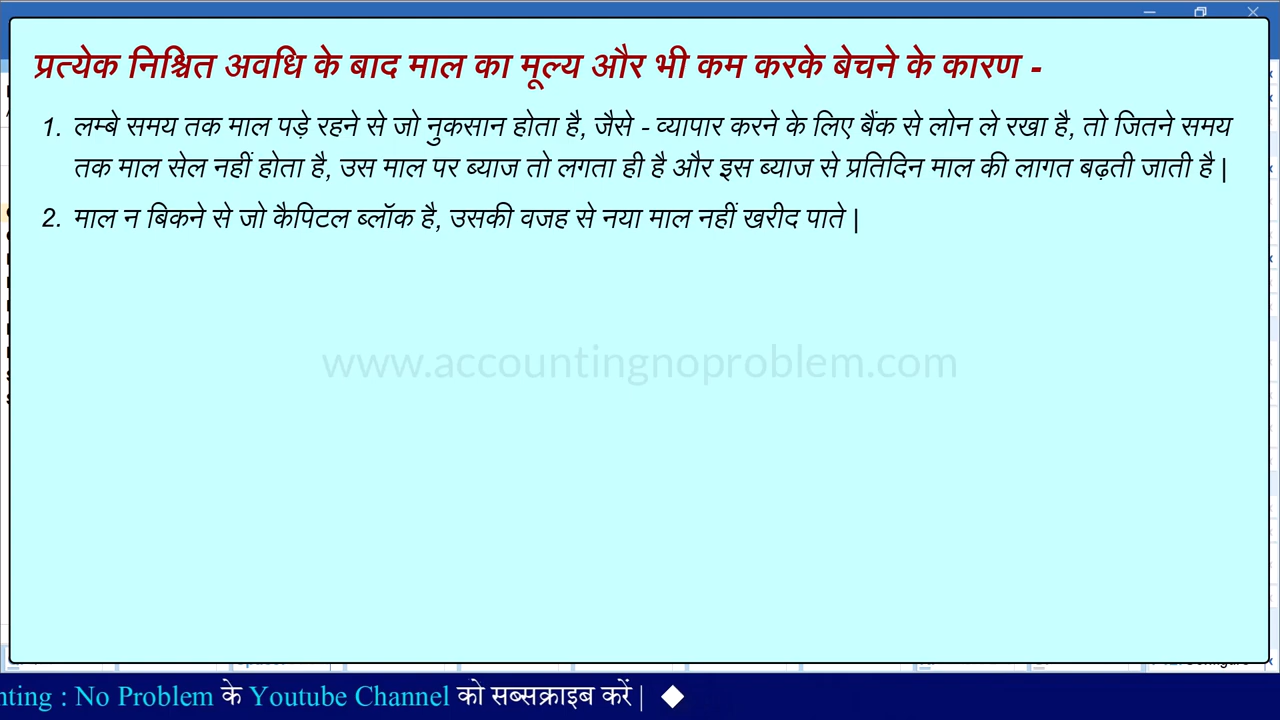 प्रत्येक निश्चित अवधि के बाद माल का मूल्य और भी कम करके बेचने के कारण -
1. लम्बे समय तक माल पड़े रहने से जो नुकसान होता है, जैसे - व्यापार करने के लिए बैंक से लोन ले रखा है, तो जितने समय
तक माल सेल नहीं होता है, उस माल पर ब्याज तो लगता ही है और इस ब्याज से प्रतिदिन माल की लागत बढ़ती जाती है |
2. माल न बिकने से जो कैपिटल ब्लॉक है, उसकी वजह से नया माल नहीं खरीद पाते |
www.accountingnoproblem.com
nting : No Problem के Youtube Channel को सब्सक्राइब करें | ◆